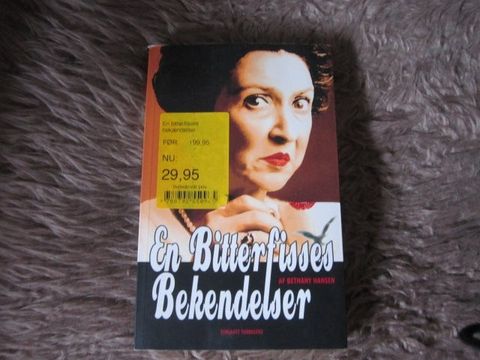 En bitterfisses
bekendelser
FØR: 199,95
NU:
29,95
En Bitterfisses
AF BETHANY HANSEN
Bekendelser